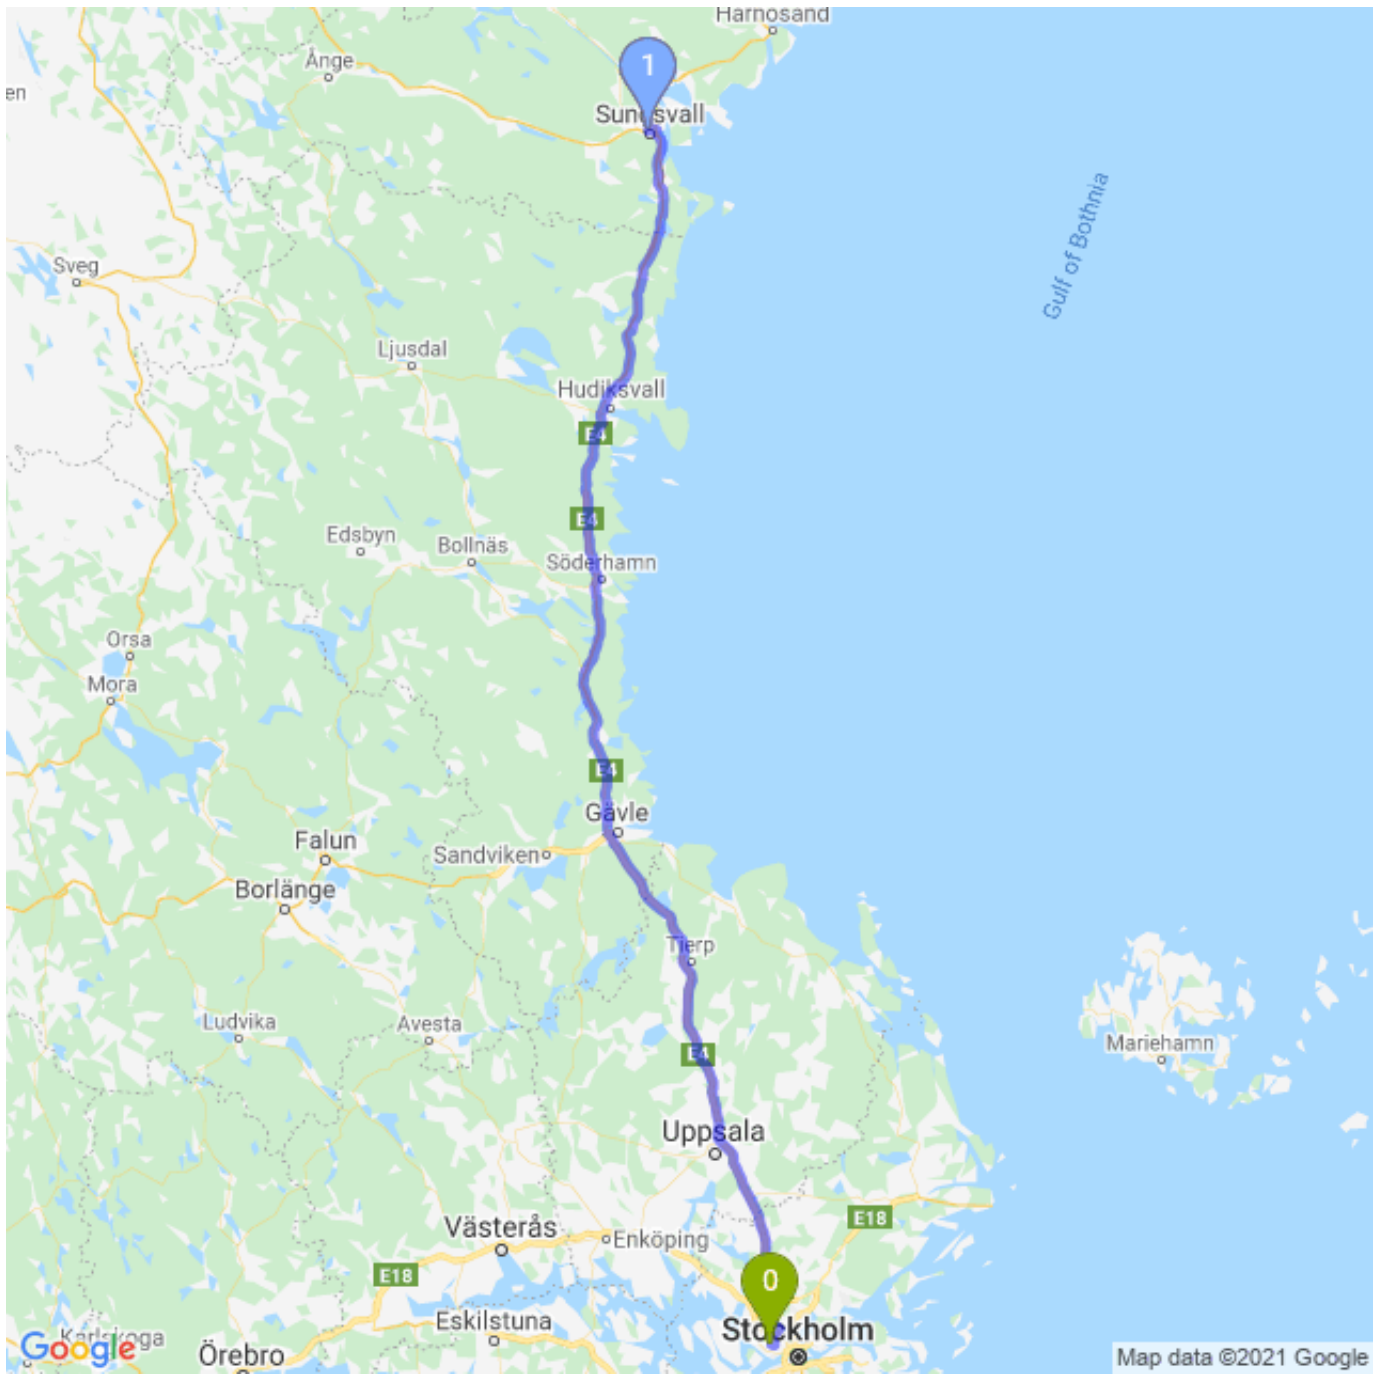 Härnösand
Ånge
en
1
Sundsvall
Gulf of Bothnia
Sveg
Ljusdal
Hudiksvall
E4
E4
Edsbyn
Bollnäs
Söderhamn
Orsa
Mora
E4
Gävle
Falun
Sandviken
Borlänge
Tierp
Ludvika
Avesta
Mariehamn
E4
Uppsala
E18
Västerås
Enköping
E18
0
Eskilstuna
Stockholm
Karlskoga
Google
Örebro
Map data ©2021 Google